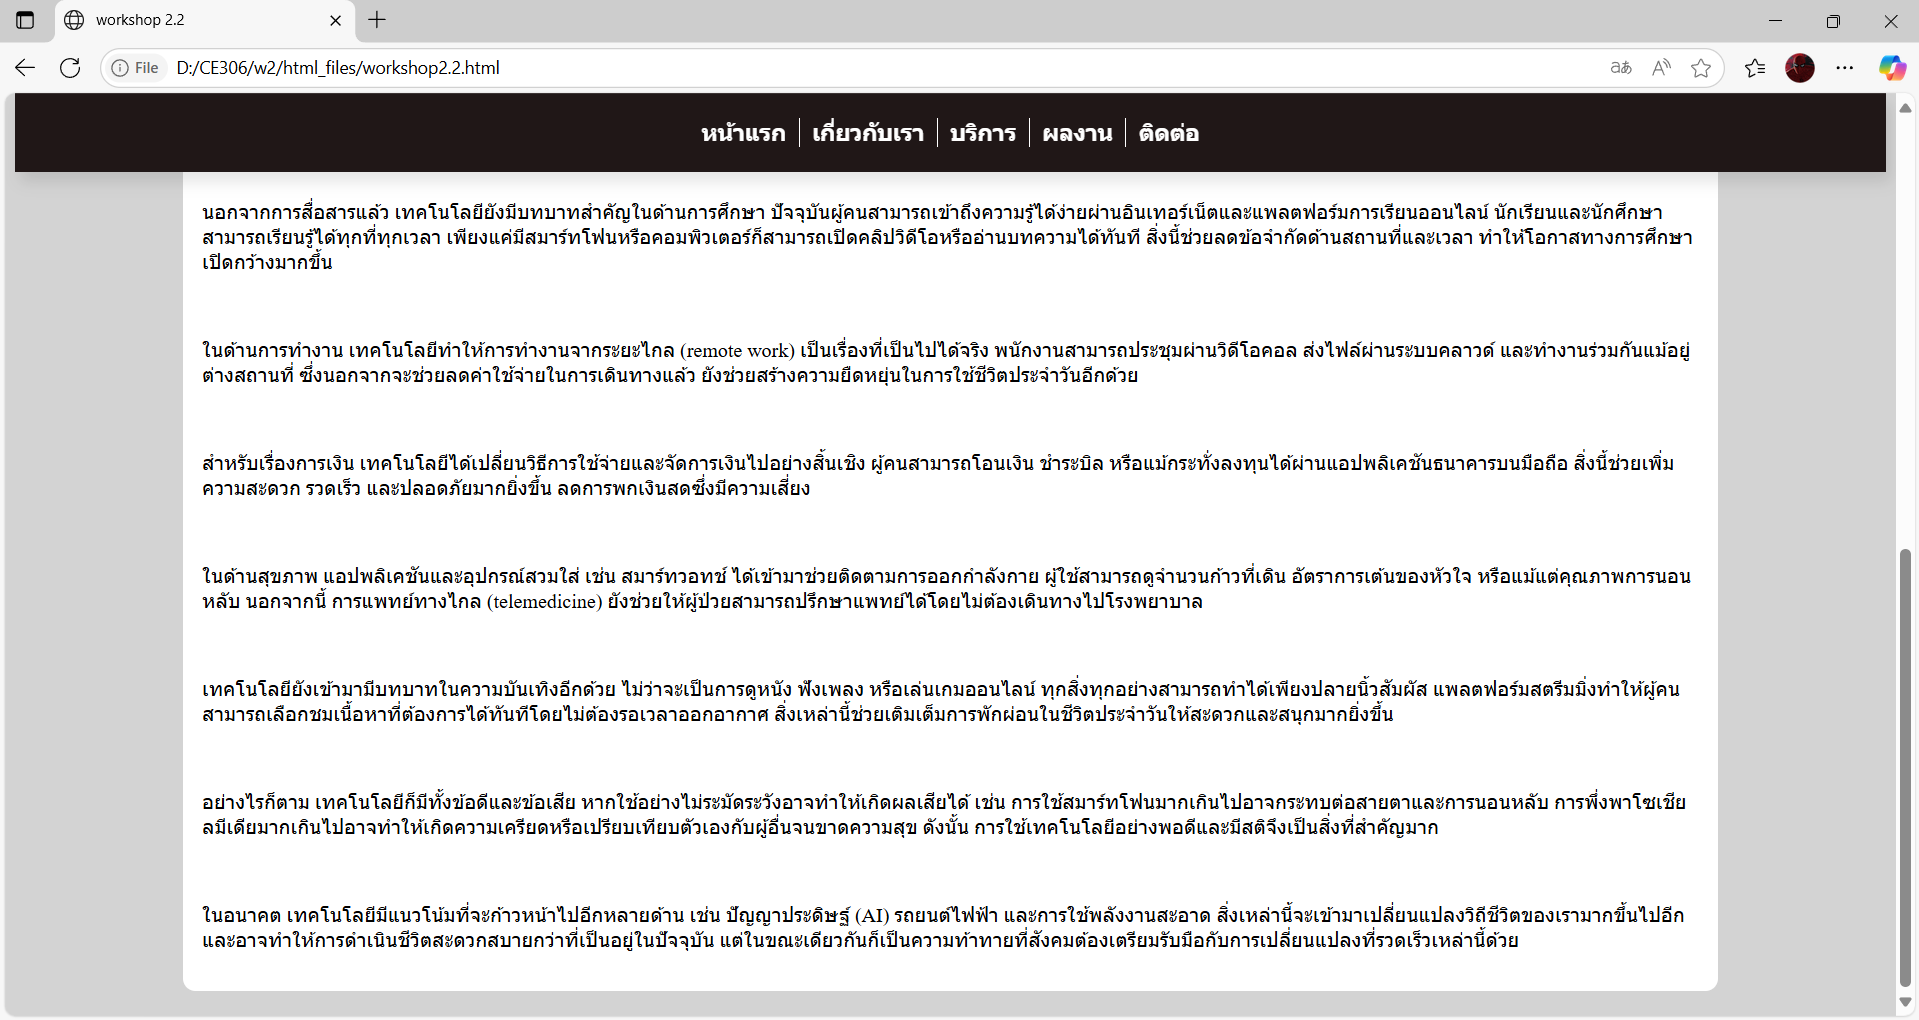 workshop 2.2
File
D:/CE306/w2/html_files/workshop2.2.html
หน้าแรก
เกี่ยวกับเรา
บริการ
ผลงาน
ติดต่อ
นอกจากการสื่อสารแล้ว เทคโนโลยียังมีบทบาทสำคัญในด้านการศึกษา ปัจจุบันผู้คนสามารถเข้าถึงความรู้ได้ง่ายผ่านอินเทอร์เน็ตและแพลตฟอร์มการเรียนออนไลน์ นักเรียนและนักศึกษา
สามารถเรียนรู้ได้ทุกที่ทุกเวลา เพียงแค่มีสมาร์ทโฟนหรือคอมพิวเตอร์ก็สามารถเปิดคลิปวิดีโอหรืออ่านบทความได้ทันที สิ่งนี้ช่วยลดข้อจำกัดด้านสถานที่และเวลา ทำให้โอกาสทางการศึกษา
เปิดกว้างมากขึ้น
ในด้านการทำงาน เทคโนโลยีทำให้การทำงานจากระยะไกล (remote work) เป็นเรื่องที่เป็นไปได้จริง พนักงานสามารถประชุมผ่านวิดีโอคอล ส่งไฟล์ผ่านระบบคลาวด์ และทำงานร่วมกันแม้อยู่
ต่างสถานที่ ซึ่งนอกจากจะช่วยลดค่าใช้จ่ายในการเดินทางแล้ว ยังช่วยสร้างความยืดหยุ่นในการใช้ชีวิตประจำวันอีกด้วย
สำหรับเรื่องการเงิน เทคโนโลยีได้เปลี่ยนวิธีการใช้จ่ายและจัดการเงินไปอย่างสิ้นเชิง ผู้คนสามารถโอนเงิน ชำระบิล หรือแม้กระทั่งลงทุนได้ผ่านแอปพลิเคชันธนาคารบนมือถือ สิ่งนี้ช่วยเพิ่ม
ความสะดวก รวดเร็ว และปลอดภัยมากยิ่งขึ้น ลดการพกเงินสดซึ่งมีความเสี่ยง
ในด้านสุขภาพ แอปพลิเคชันและอุปกรณ์สวมใส่ เช่น สมาร์ทวอทช์ ได้เข้ามาช่วยติดตามการออกกำลังกาย ผู้ใช้สามารถดูจำนวนก้าวที่เดิน อัตราการเต้นของหัวใจ หรือแม้แต่คุณภาพการนอน
หลับ นอกจากนี้ การแพทย์ทางไกล (telemedicine) ยังช่วยให้ผู้ป่วยสามารถปรึกษาแพทย์ได้โดยไม่ต้องเดินทางไปโรงพยาบาล
เทคโนโลยียังเข้ามามีบทบาทในความบันเทิงอีกด้วย ไม่ว่าจะเป็นการดูหนัง ฟังเพลง หรือเล่นเกมออนไลน์ ทุกสิ่งทุกอย่างสามารถทำได้เพียงปลายนิ้วสัมผัส แพลตฟอร์มสตรีมมิ่งทำให้ผู้คน
สามารถเลือกชมเนื้อหาที่ต้องการได้ทันทีโดยไม่ต้องรอเวลาออกอากาศ สิ่งเหล่านี้ช่วยเติมเต็มการพักผ่อนในชีวิตประจำวันให้สะดวกและสนุกมากยิ่งขึ้น
อย่างไรก็ตาม เทคโนโลยีก็มีทั้งข้อดีและข้อเสีย หากใช้อย่างไม่ระมัดระวังอาจทำให้เกิดผลเสียได้ เช่น การใช้สมาร์ทโฟนมากเกินไปอาจกระทบต่อสายตาและการนอนหลับ การพึ่งพาโซเชีย
ลมีเดียมากเกินไปอาจทำให้เกิดความเครียดหรือเปรียบเทียบตัวเองกับผู้อื่นจนขาดความสุข ดังนั้น การใช้เทคโนโลยีอย่างพอดีและมีสติจึงเป็นสิ่งที่สำคัญมาก
ในอนาคต เทคโนโลยีมีแนวโน้มที่จะก้าวหน้าไปอีกหลายด้าน เช่น ปัญญาประดิษฐ์ (AI) รถยนต์ไฟฟ้า และการใช้พลังงานสะอาด สิ่งเหล่านี้จะเข้ามาเปลี่ยนแปลงวิถีชีวิตของเรามากขึ้นไปอีก
และอาจทำให้การดำเนินชีวิตสะดวกสบายกว่าที่เป็นอยู่ในปัจจุบัน แต่ในขณะเดียวกันก็เป็นความท้าทายที่สังคมต้องเตรียมรับมือกับการเปลี่ยนแปลงที่รวดเร็วเหล่านี้ด้วย